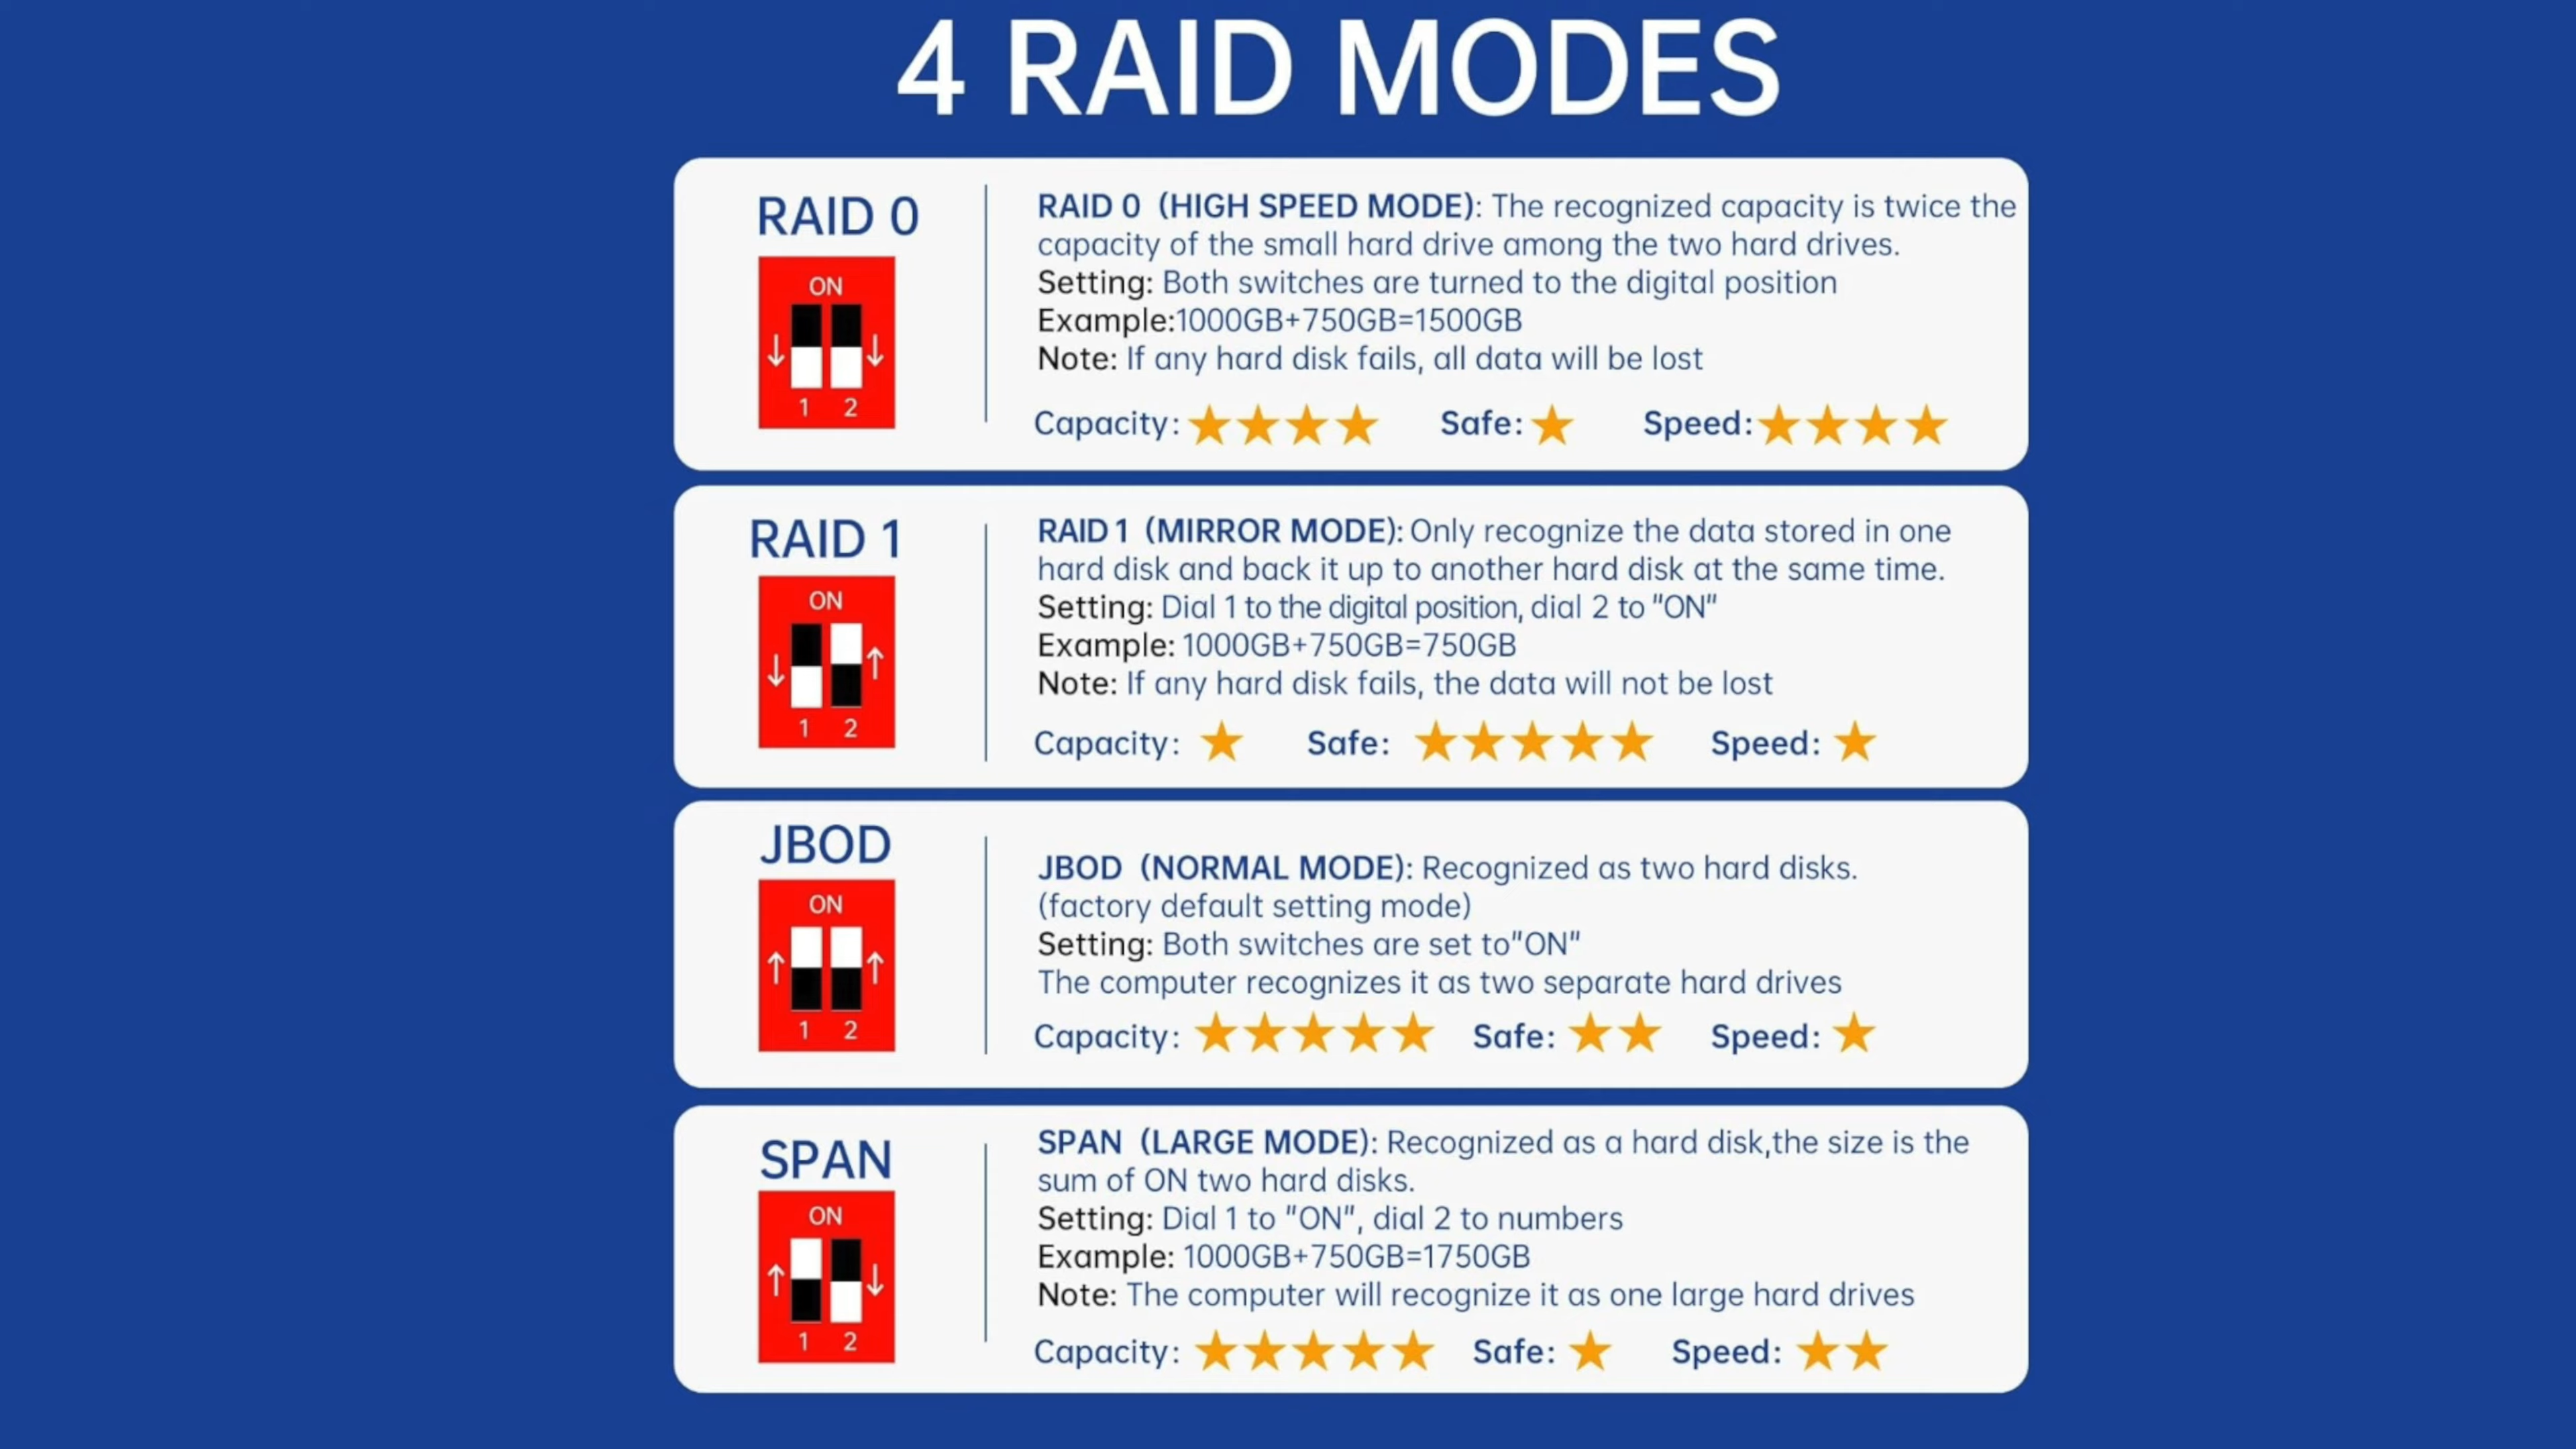 4 RAID MODES
RAID 0
ON
1 2
RAID 0 (HIGH SPEED MODE): The recognized capacity is twice the
capacity of the small hard drive among the two hard drives.
Setting: Both switches are turned to the digital position
Example:1000GB+750GB=1500GB
Note: If any hard disk fails, all data will be lost
Capacity: Safe: Speed:
RAID 1
ON
1 2
RAID 1 (MIRROR MODE): Only recognize the data stored in one
hard disk and back it up to another hard disk at the same time.
Setting: Dial 1 to the digital position, dial 2 to "ON"
Example: 1000GB+750GB=750GB
Note: If any hard disk fails, the data will not be lost
Capacity: Safe: Speed:
JBOD
ON
1 2
JBOD (NORMAL MODE): Recognized as two hard disks.
(factory default setting mode)
Setting: Both switches are set to"ON"
The computer recognizes it as two separate hard drives
Capacity: Safe: Speed:
SPAN
ON
1 2
SPAN (LARGE MODE): Recognized as a hard disk,the size is the
sum of ON two hard disks.
Setting: Dial 1 to "ON", dial 2 to numbers
Example: 1000GB+750GB=1750GB
Note: The computer will recognize it as one large hard drives
Capacity: Safe: Speed: